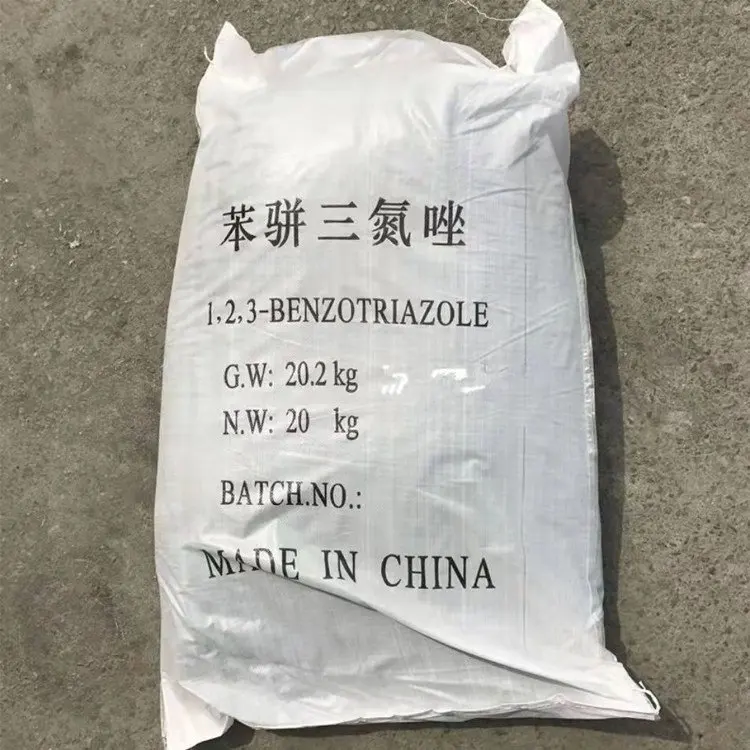 苯骈三氮唑
1,2,3-BENZOTRIAZOLE
G.W: 20.2 kg
N.W: 20 kg
BATCH.NO.:
MADE IN CHINA